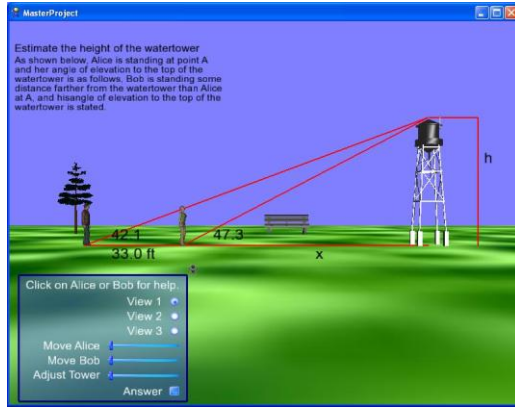 MasterProject
Estimate the height of the watertower
As shown below, Alice is standing at point A
and her angle of elevation to the top of the
watertower is as follows, Bob is standing some
distance farther from the watertower than Alice
at A, and hisangle of elevation to the top of the
watertower is stated.
h
42.1
47.3
33.0 ft
x
Click on Alice or Bob for help.
View 1
View 2
View 3
Move Alice
Move Bob
Adjust Tower
Answer